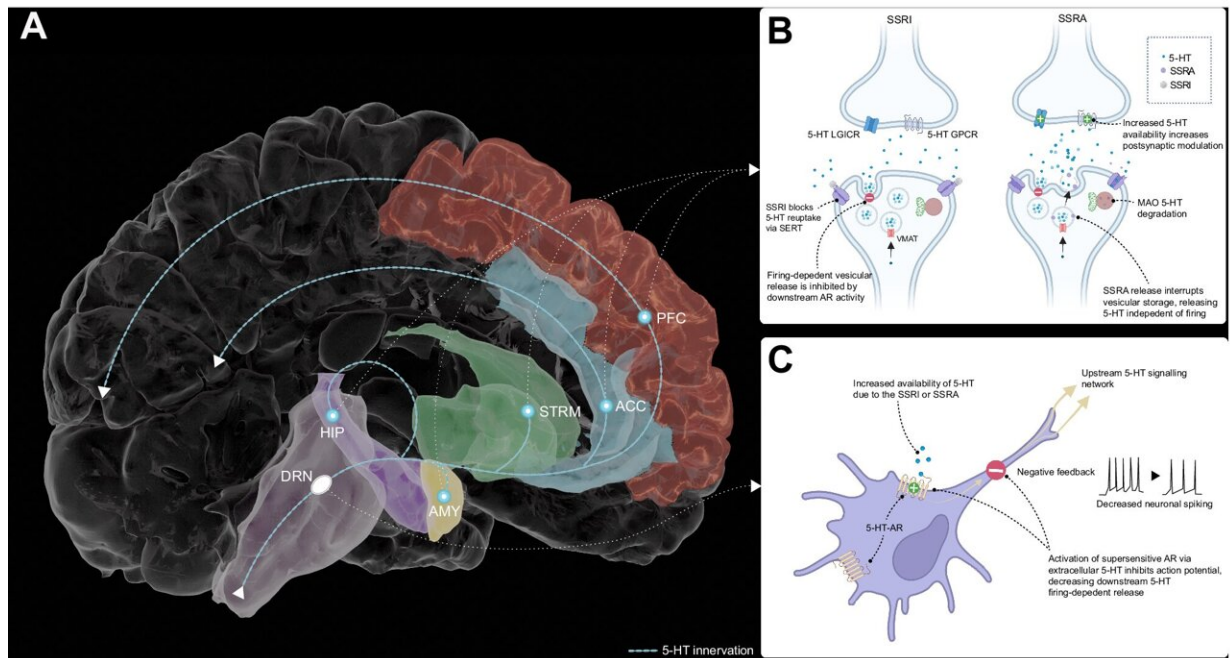 A
PFC
ACC
STRM
HIP
DRN
AMY
5-HT innervation
B
SSRI
SSRA
5-HT
SSRA
SSRI
5-HT LGICR
5-HT GPCR
Increased 5-HT
availability increases
postsynaptic modulation
SSRI blocks
5-HT reuptake
via SERT
VMAT
MAO 5-HT
degradation
Firing-depedent vesicular
release is inhibited by
downstream AR activity
SSRA release interrupts
vesicular storage, releasing
5-HT indepedent of firing
C
Increased availability of 5-HT
due to the SSRI or SSRA
Upstream 5-HT signalling
network
Negative feedback
Decreased neuronal spiking
5-HT-AR
Activation of supersensitive AR via
extracellular 5-HT inhibits action potential,
decreasing downstream 5-HT
firing-depedent release